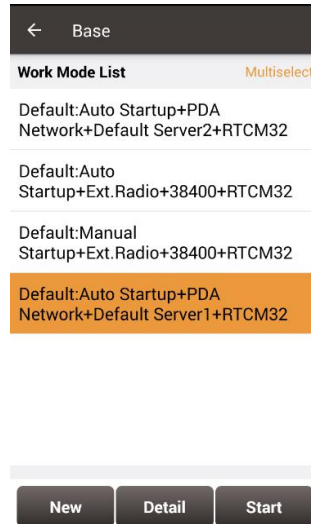 Base
Work Mode List Multiselect
Default:Auto Startup+PDA
Network+Default Server2+RTCM32
Default:Auto
Startup+Ext.Radio+38400+RTCM32
Default:Manual
Startup+Ext.Radio+38400+RTCM32
Default:Auto Startup+PDA
Network+Default Server1+RTCM32
New Detail Start